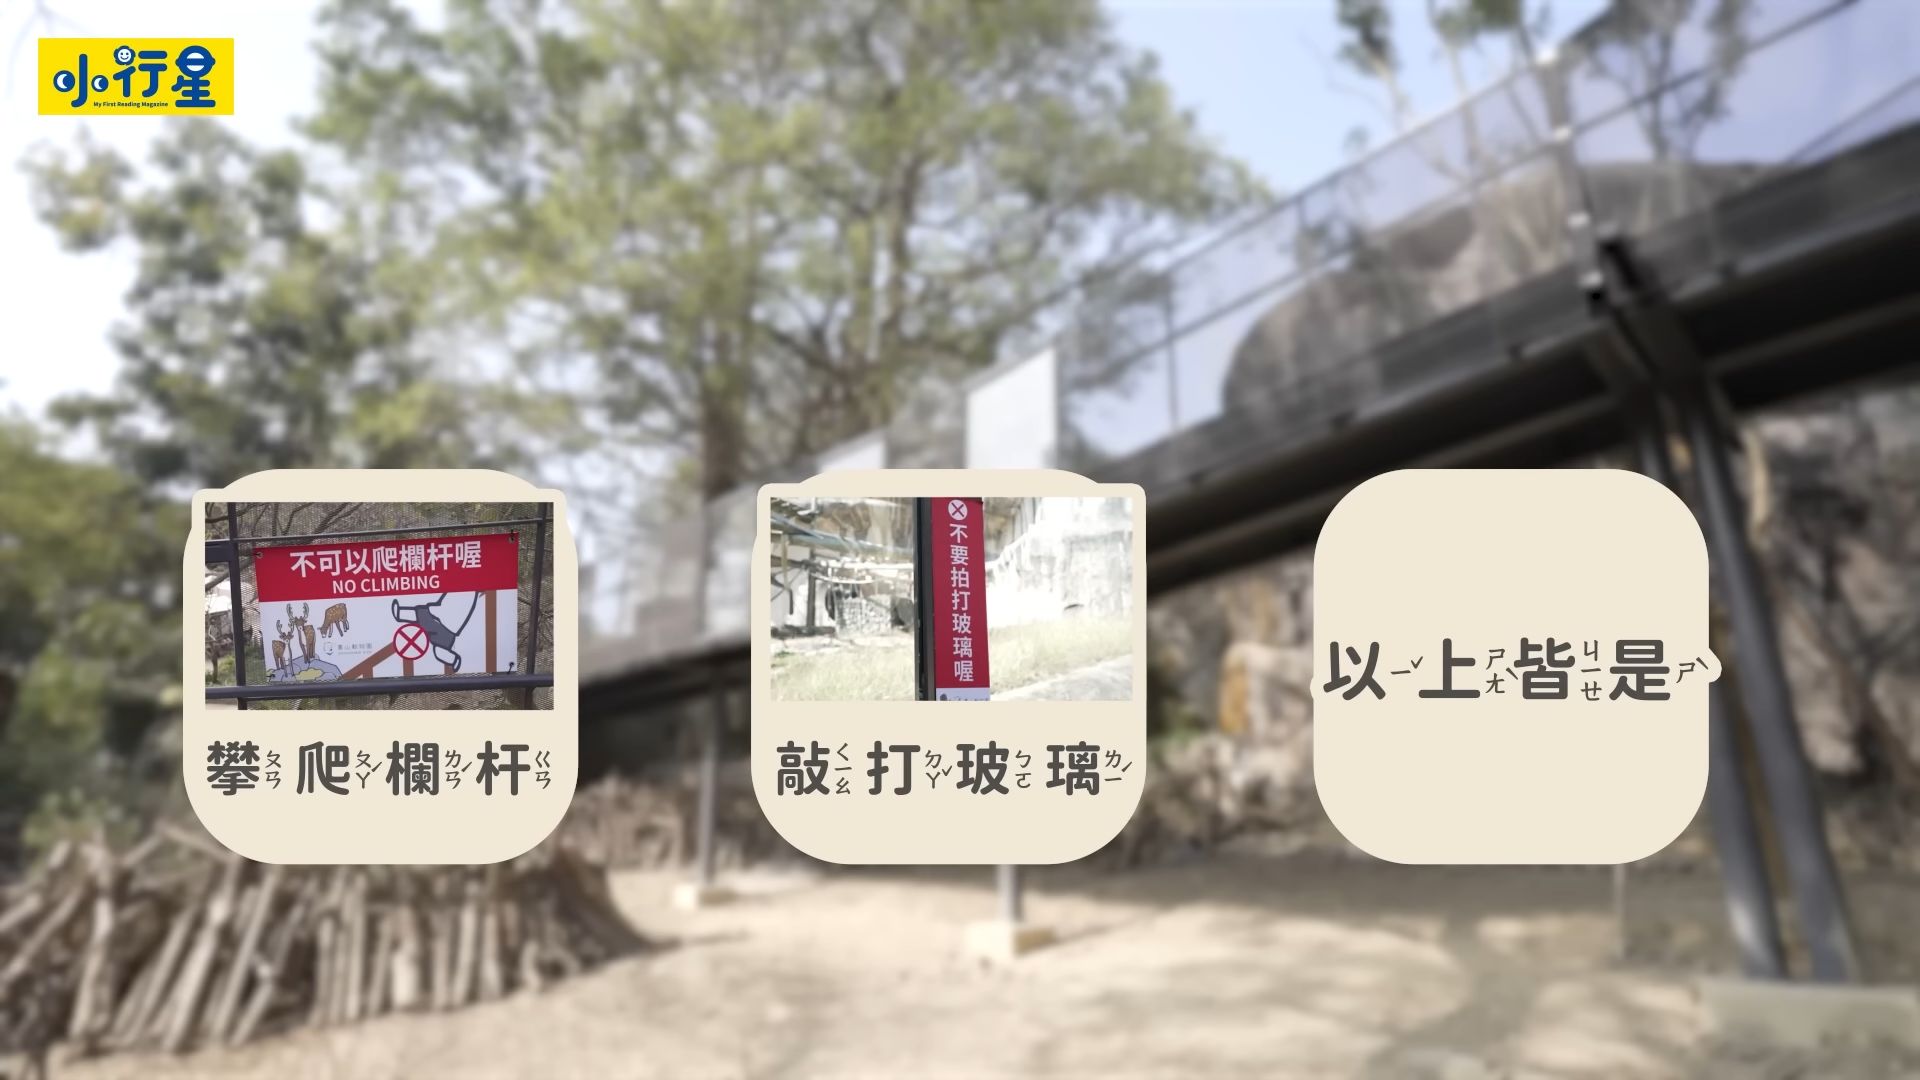 小行星
My First Reading Magazine
不可以爬欄杆喔
NO CLIMBING
攀ㄆㄢ爬ㄆㄚˊ欄ㄌㄢˊ杆ㄍㄢ
不要拍打玻璃喔
敲ㄑㄧㄠ打ㄉㄚˇ玻ㄅㄛ璃ㄌㄧˊ
以ㄧˇ上ㄕㄤˋ皆ㄐㄧㄝ是ㄕˋ